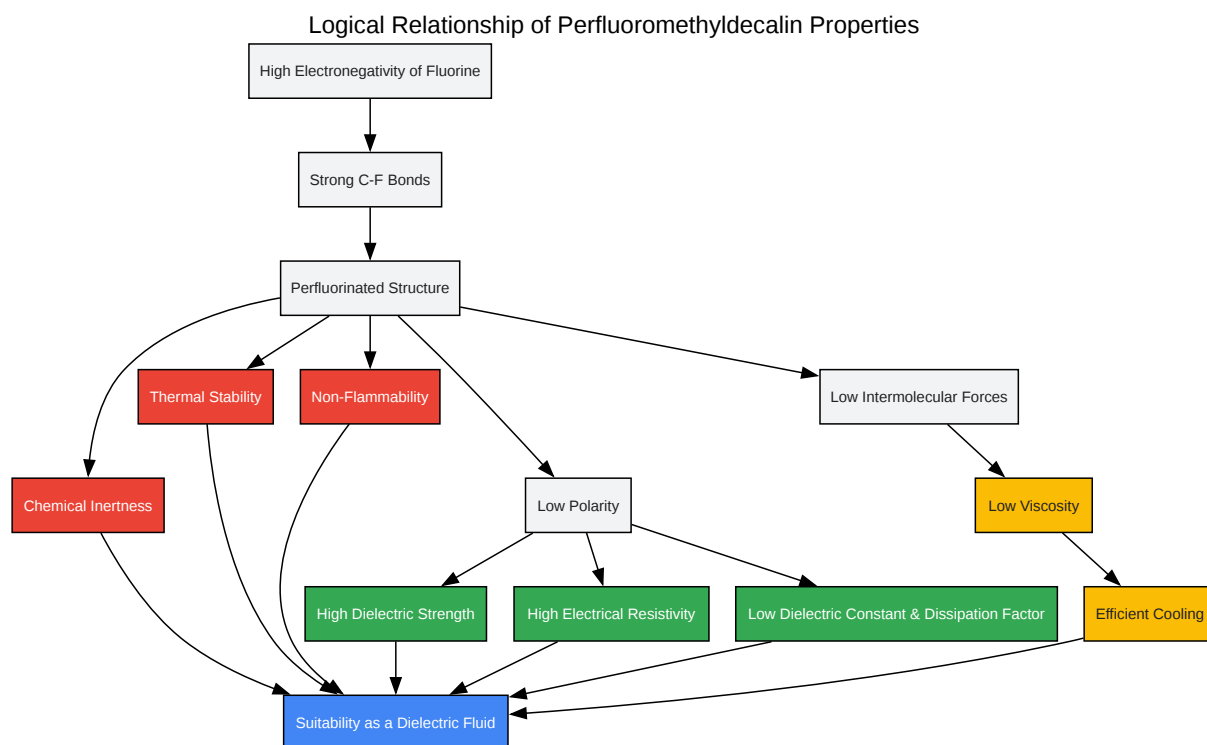 Logical Relationship of Perfluoromethyldecalin Properties
High Electronegativity of Fluorine
Strong C-F Bonds
Perfluorinated Structure
Thermal Stability
Non-Flammability
Low Intermolecular Forces
Chemical Inertness
Low Polarity
Low Viscosity
High Dielectric Strength
High Electrical Resistivity
Low Dielectric Constant & Dissipation Factor
Efficient Cooling
Suitability as a Dielectric Fluid